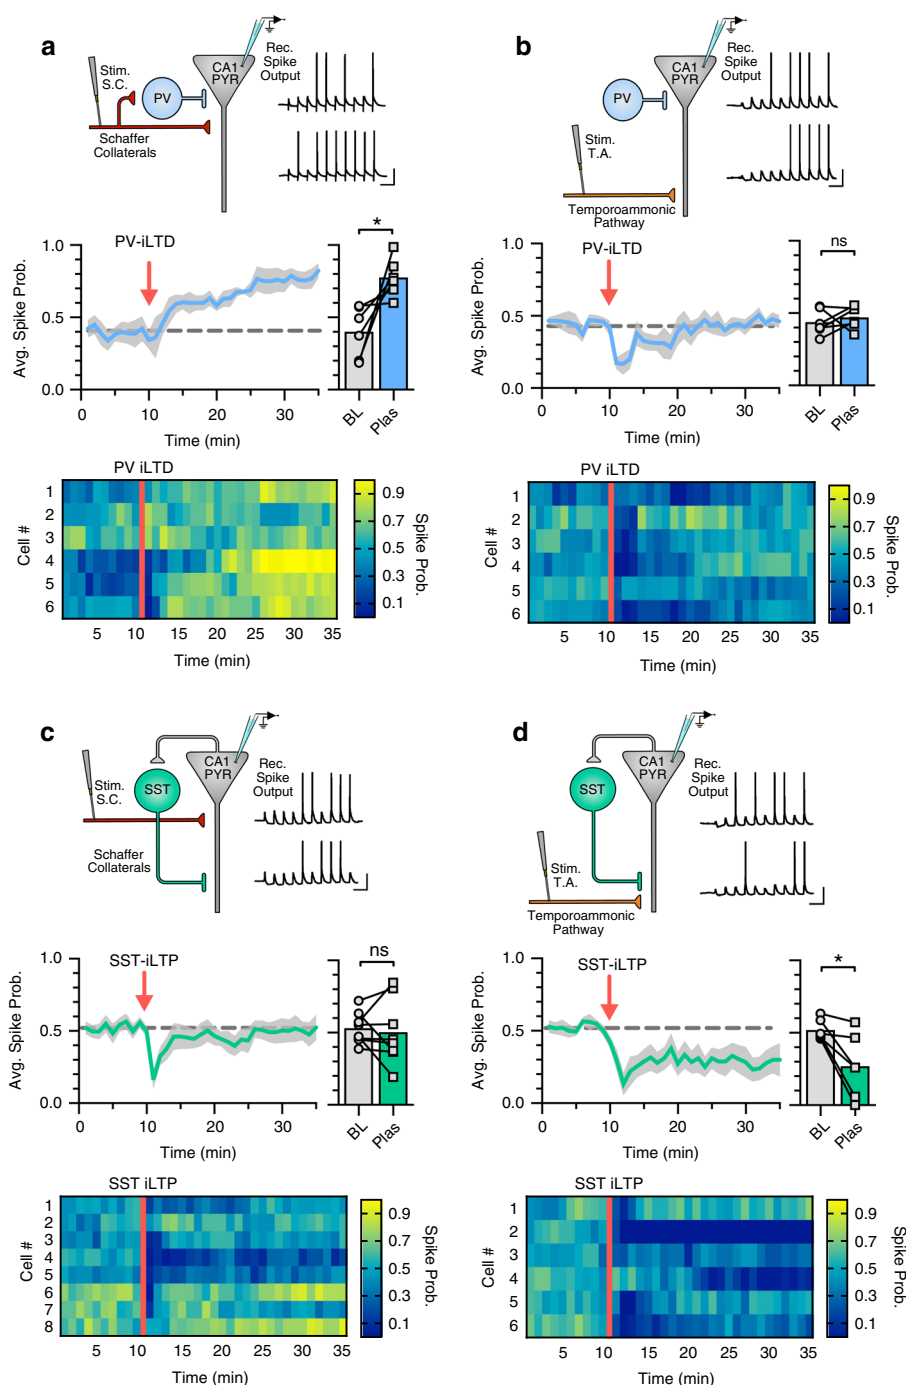 a
Stim.
S.C.
PV
CA1
PYR
Rec.
Spike
Output
Schaffer
Collaterals
PV-iLTD
*
Avg. Spike Prob.
1.0
0.5
0.0
0
10
20
30
Time (min)
BL
Plas
PV iLTD
Cell #
1
2
3
4
5
6
5
10
15
20
25
30
35
Time (min)
0.9
0.7
0.5
0.3
0.1
Spike Prob.
b
PV
CA1
PYR
Rec.
Spike
Output
Stim.
T.A.
Temporoammonic
Pathway
PV-iLTD
ns
Avg. Spike Prob.
1.0
0.5
0.0
0
10
20
30
Time (min)
BL
Plas
PV iLTD
Cell #
1
2
3
4
5
6
5
10
15
20
25
30
35
Time (min)
0.9
0.7
0.5
0.3
0.1
Spike Prob.
c
Stim.
S.C.
SST
CA1
PYR
Rec.
Spike
Output
Schaffer
Collaterals
SST-iLTP
ns
Avg. Spike Prob.
1.0
0.5
0.0
0
10
20
30
Time (min)
BL
Plas
SST iLTP
Cell #
1
2
3
4
5
6
7
8
5
10
15
20
25
30
35
Time (min)
0.9
0.7
0.5
0.3
0.1
Spike Prob.
d
SST
CA1
PYR
Rec.
Spike
Output
Stim.
T.A.
Temporoammonic
Pathway
SST-iLTP
*
Avg. Spike Prob.
1.0
0.5
0.0
0
10
20
30
Time (min)
BL
Plas
SST iLTP
Cell #
1
2
3
4
5
6
5
10
15
20
25
30
35
Time (min)
0.9
0.7
0.5
0.3
0.1
Spike Prob.